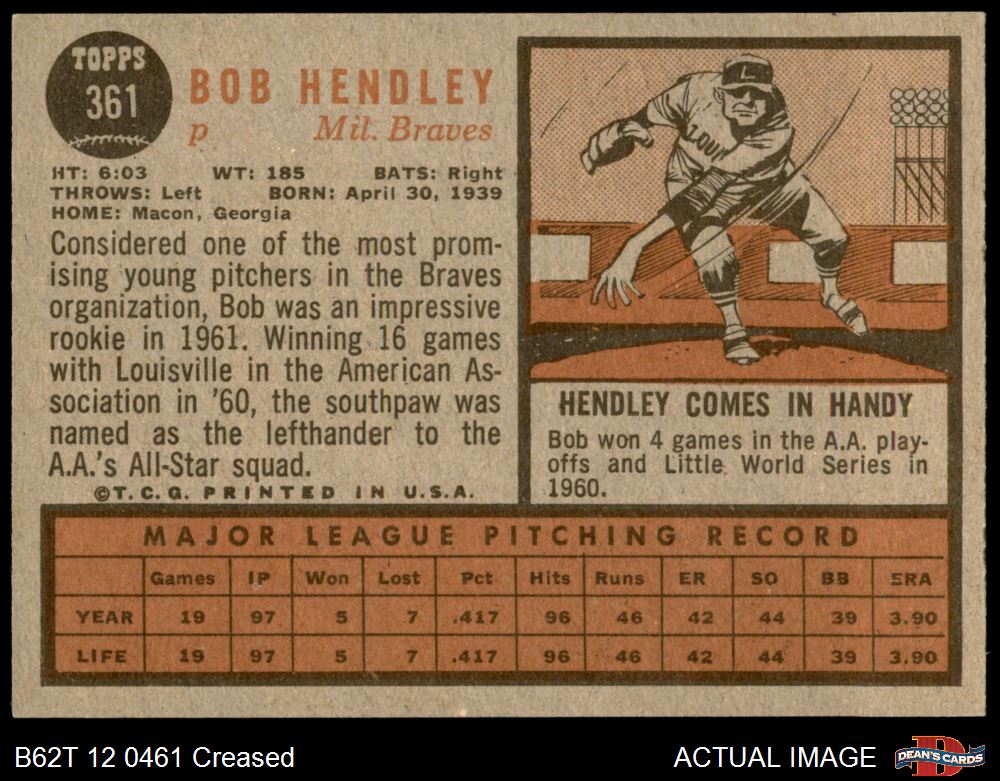 TOPPS
361
BOB HENDLEY
p Mil. Braves
HT: 6:03 WT: 185 BATS: Right
THROWS: Left BORN: April 30, 1939
HOME: Macon, Georgia
Considered one of the most prom-
ising young pitchers in the Braves
organization, Bob was an impressive
rookie in 1961. Winning 16 games
with Louisville in the American As-
sociation in '60, the southpaw was
named as the lefthander to the
A.A.'s All-Star squad.
©T.C.G. PRINTED IN U.S.A.
L
LOUI
HENDLEY COMES IN HANDY
Bob won 4 games in the A.A. play-
offs and Little World Series in
1960.
MAJOR LEAGUE PITCHING RECORD
Games IP Won Lost Pct Hits Runs ER SO BB ERA
YEAR 19 97 5 7 .417 96 46 42 44 39 3.90
LIFE 19 97 5 7 .417 96 46 42 44 39 3.90
B62T 12 0461 Creased
ACTUAL IMAGE
D
DEAN'S CARDS